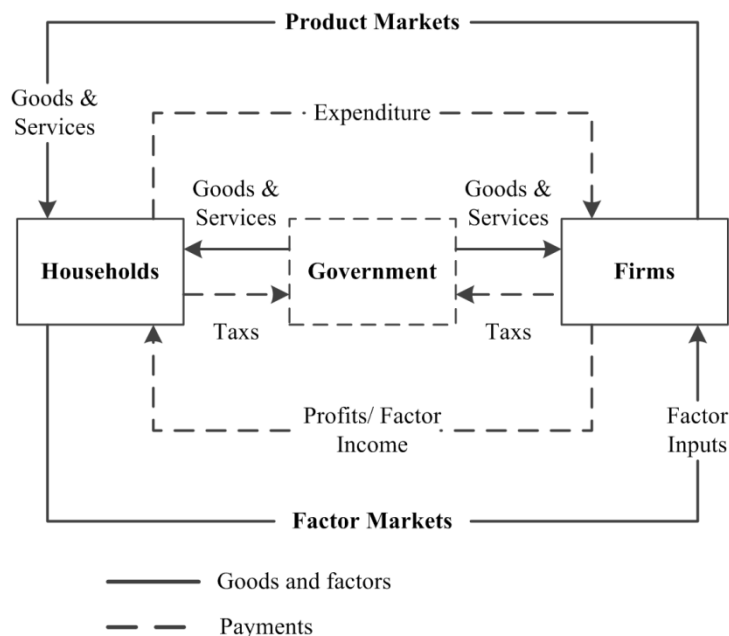 Product Markets
Goods &
Services
Expenditure
Goods &
Services
Goods &
Services
Households
Government
Firms
Taxs
Taxs
Profits/ Factor
Income
Factor
Inputs
Factor Markets
Goods and factors
Payments